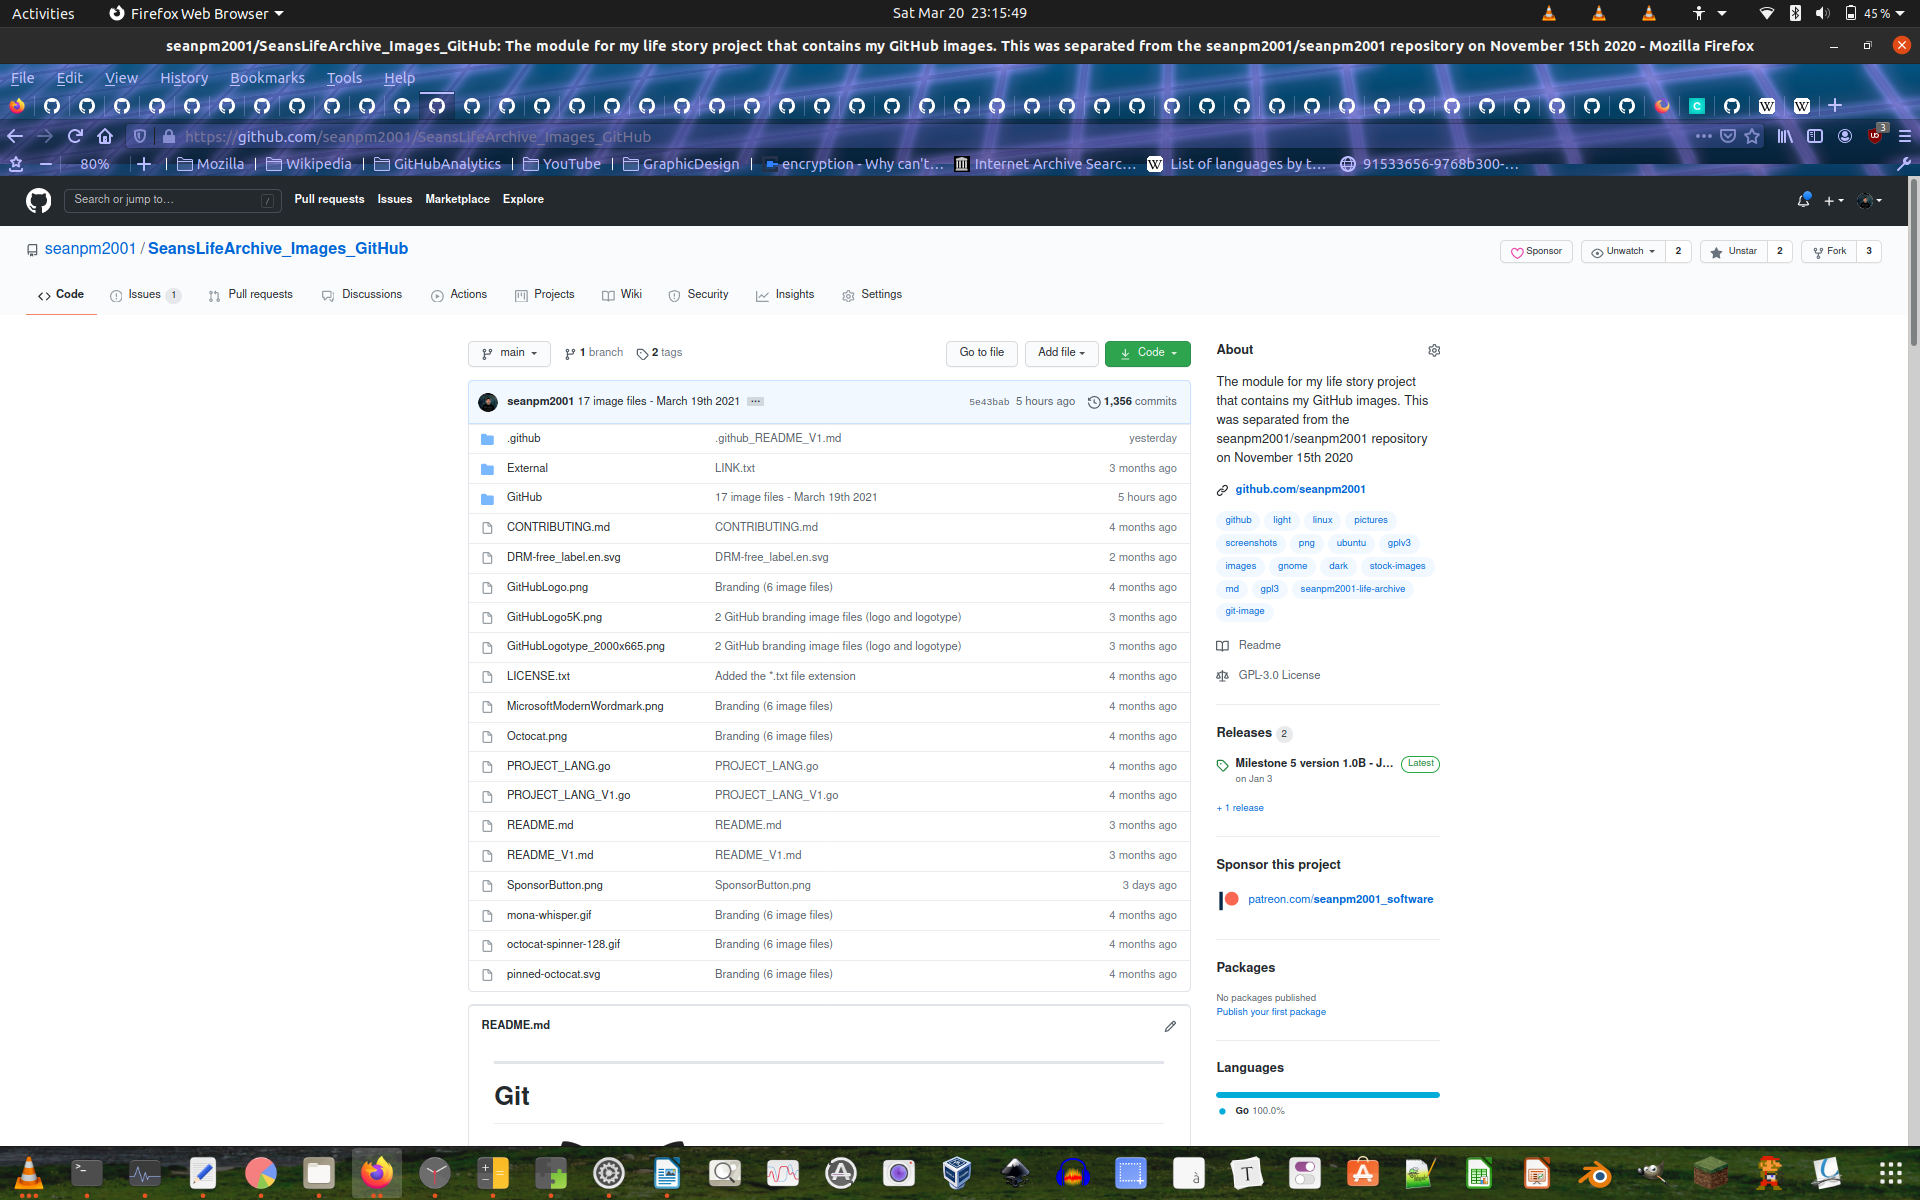 Activities Firefox Web Browser Sat Mar 20 23:15:49 45 %
seanpm2001/SeansLifeArchive_Images_GitHub: The module for my life story project that contains my GitHub images. This was separated from the seanpm2001/seanpm2001 repository on November 15th 2020 - Mozilla Firefox
File Edit View History Bookmarks Tools Help
https://github.com/seanpm2001/SeansLifeArchive_Images_GitHub 3
80% Mozilla Wikipedia GitHubAnalytics YouTube GraphicDesign encryption - Why can't… Internet Archive Searc… List of languages by t… 91533656-9768b300-…
Search or jump to… / Pull requests Issues Marketplace Explore
seanpm2001 / SeansLifeArchive_Images_GitHub Sponsor Unwatch 2 Unstar 2 Fork 3
Code Issues 1 Pull requests Discussions Actions Projects Wiki Security Insights Settings
main 1 branch 2 tags Go to file Add file Code
seanpm2001 17 image files - March 19th 2021 … 5e43bab 5 hours ago 1,356 commits
.github .github_README_V1.md yesterday
External LINK.txt 3 months ago
GitHub 17 image files - March 19th 2021 5 hours ago
CONTRIBUTING.md CONTRIBUTING.md 4 months ago
DRM-free_label.en.svg DRM-free_label.en.svg 2 months ago
GitHubLogo.png Branding (6 image files) 4 months ago
GitHubLogo5K.png 2 GitHub branding image files (logo and logotype) 3 months ago
GitHubLogotype_2000x665.png 2 GitHub branding image files (logo and logotype) 3 months ago
LICENSE.txt Added the *.txt file extension 4 months ago
MicrosoftModernWordmark.png Branding (6 image files) 4 months ago
Octocat.png Branding (6 image files) 4 months ago
PROJECT_LANG.go PROJECT_LANG.go 4 months ago
PROJECT_LANG_V1.go PROJECT_LANG_V1.go 4 months ago
README.md README.md 3 months ago
README_V1.md README_V1.md 3 months ago
SponsorButton.png SponsorButton.png 3 days ago
mona-whisper.gif Branding (6 image files) 4 months ago
octocat-spinner-128.gif Branding (6 image files) 4 months ago
pinned-octocat.svg Branding (6 image files) 4 months ago
README.md
Git
About
The module for my life story project
that contains my GitHub images. This
was separated from the
seanpm2001/seanpm2001 repository
on November 15th 2020
github.com/seanpm2001
github light linux pictures
screenshots png ubuntu gplv3
images gnome dark stock-images
md gpl3 seanpm2001-life-archive
git-image
Readme
GPL-3.0 License
Releases 2
Milestone 5 version 1.0B - J… Latest
on Jan 3
+ 1 release
Sponsor this project
patreon.com/seanpm2001_software
Packages
No packages published
Publish your first package
Languages
Go 100.0%